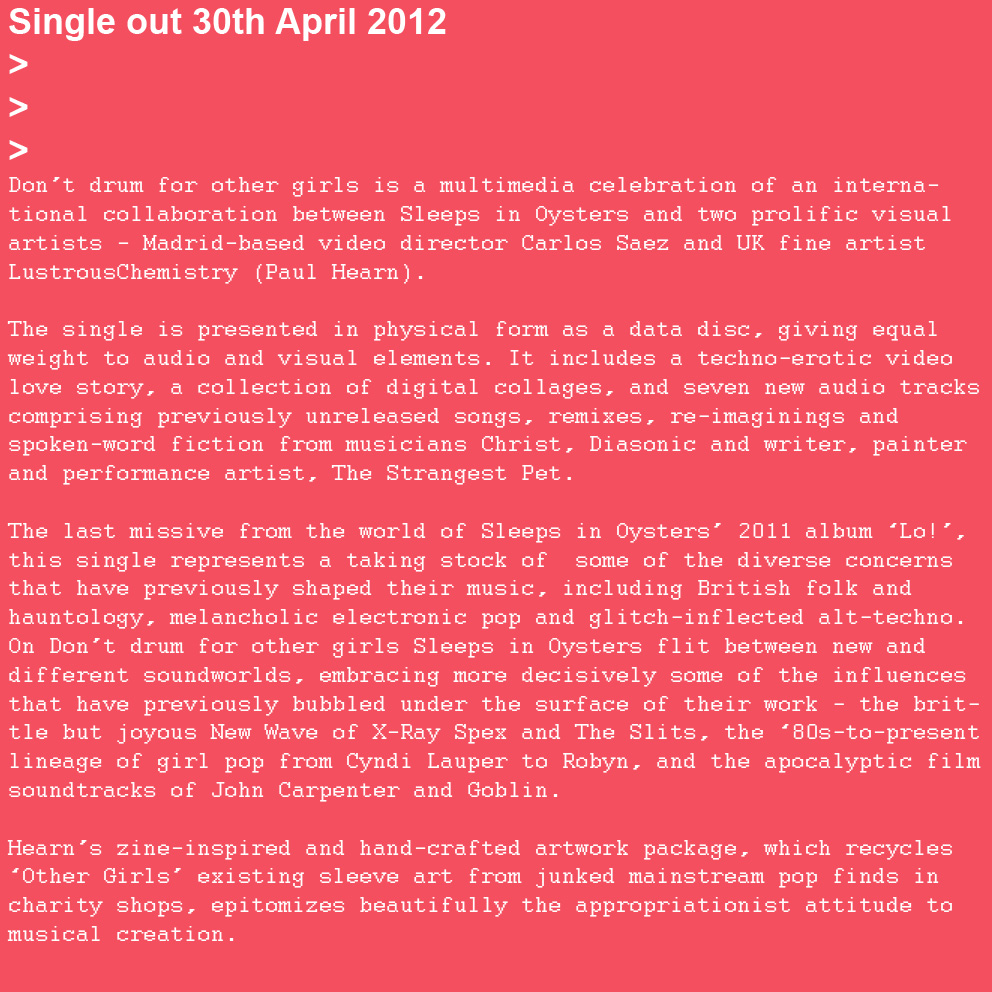 Single out 30th April 2012
>
>
>
Don't drum for other girls is a multimedia celebration of an interna-
tional collaboration between Sleeps in Oysters and two prolific visual
artists - Madrid-based video director Carlos Saez and UK fine artist
LustrousChemistry (Paul Hearn).

The single is presented in physical form as a data disc, giving equal
weight to audio and visual elements. It includes a techno-erotic video
love story, a collection of digital collages, and seven new audio tracks
comprising previously unreleased songs, remixes, re-imaginings and
spoken-word fiction from musicians Christ, Diasonic and writer, painter
and performance artist, The Strangest Pet.

The last missive from the world of Sleeps in Oysters' 2011 album 'Lo!',
this single represents a taking stock of  some of the diverse concerns
that have previously shaped their music, including British folk and
hauntology, melancholic electronic pop and glitch-inflected alt-techno.
On Don't drum for other girls Sleeps in Oysters flit between new and
different soundworlds, embracing more decisively some of the influences
that have previously bubbled under the surface of their work - the brit-
tle but joyous New Wave of X-Ray Spex and The Slits, the '80s-to-present
lineage of girl pop from Cyndi Lauper to Robyn, and the apocalyptic film
soundtracks of John Carpenter and Goblin.

Hearn's zine-inspired and hand-crafted artwork package, which recycles
'Other Girls' existing sleeve art from junked mainstream pop finds in
charity shops, epitomizes beautifully the appropriationist attitude to
musical creation.